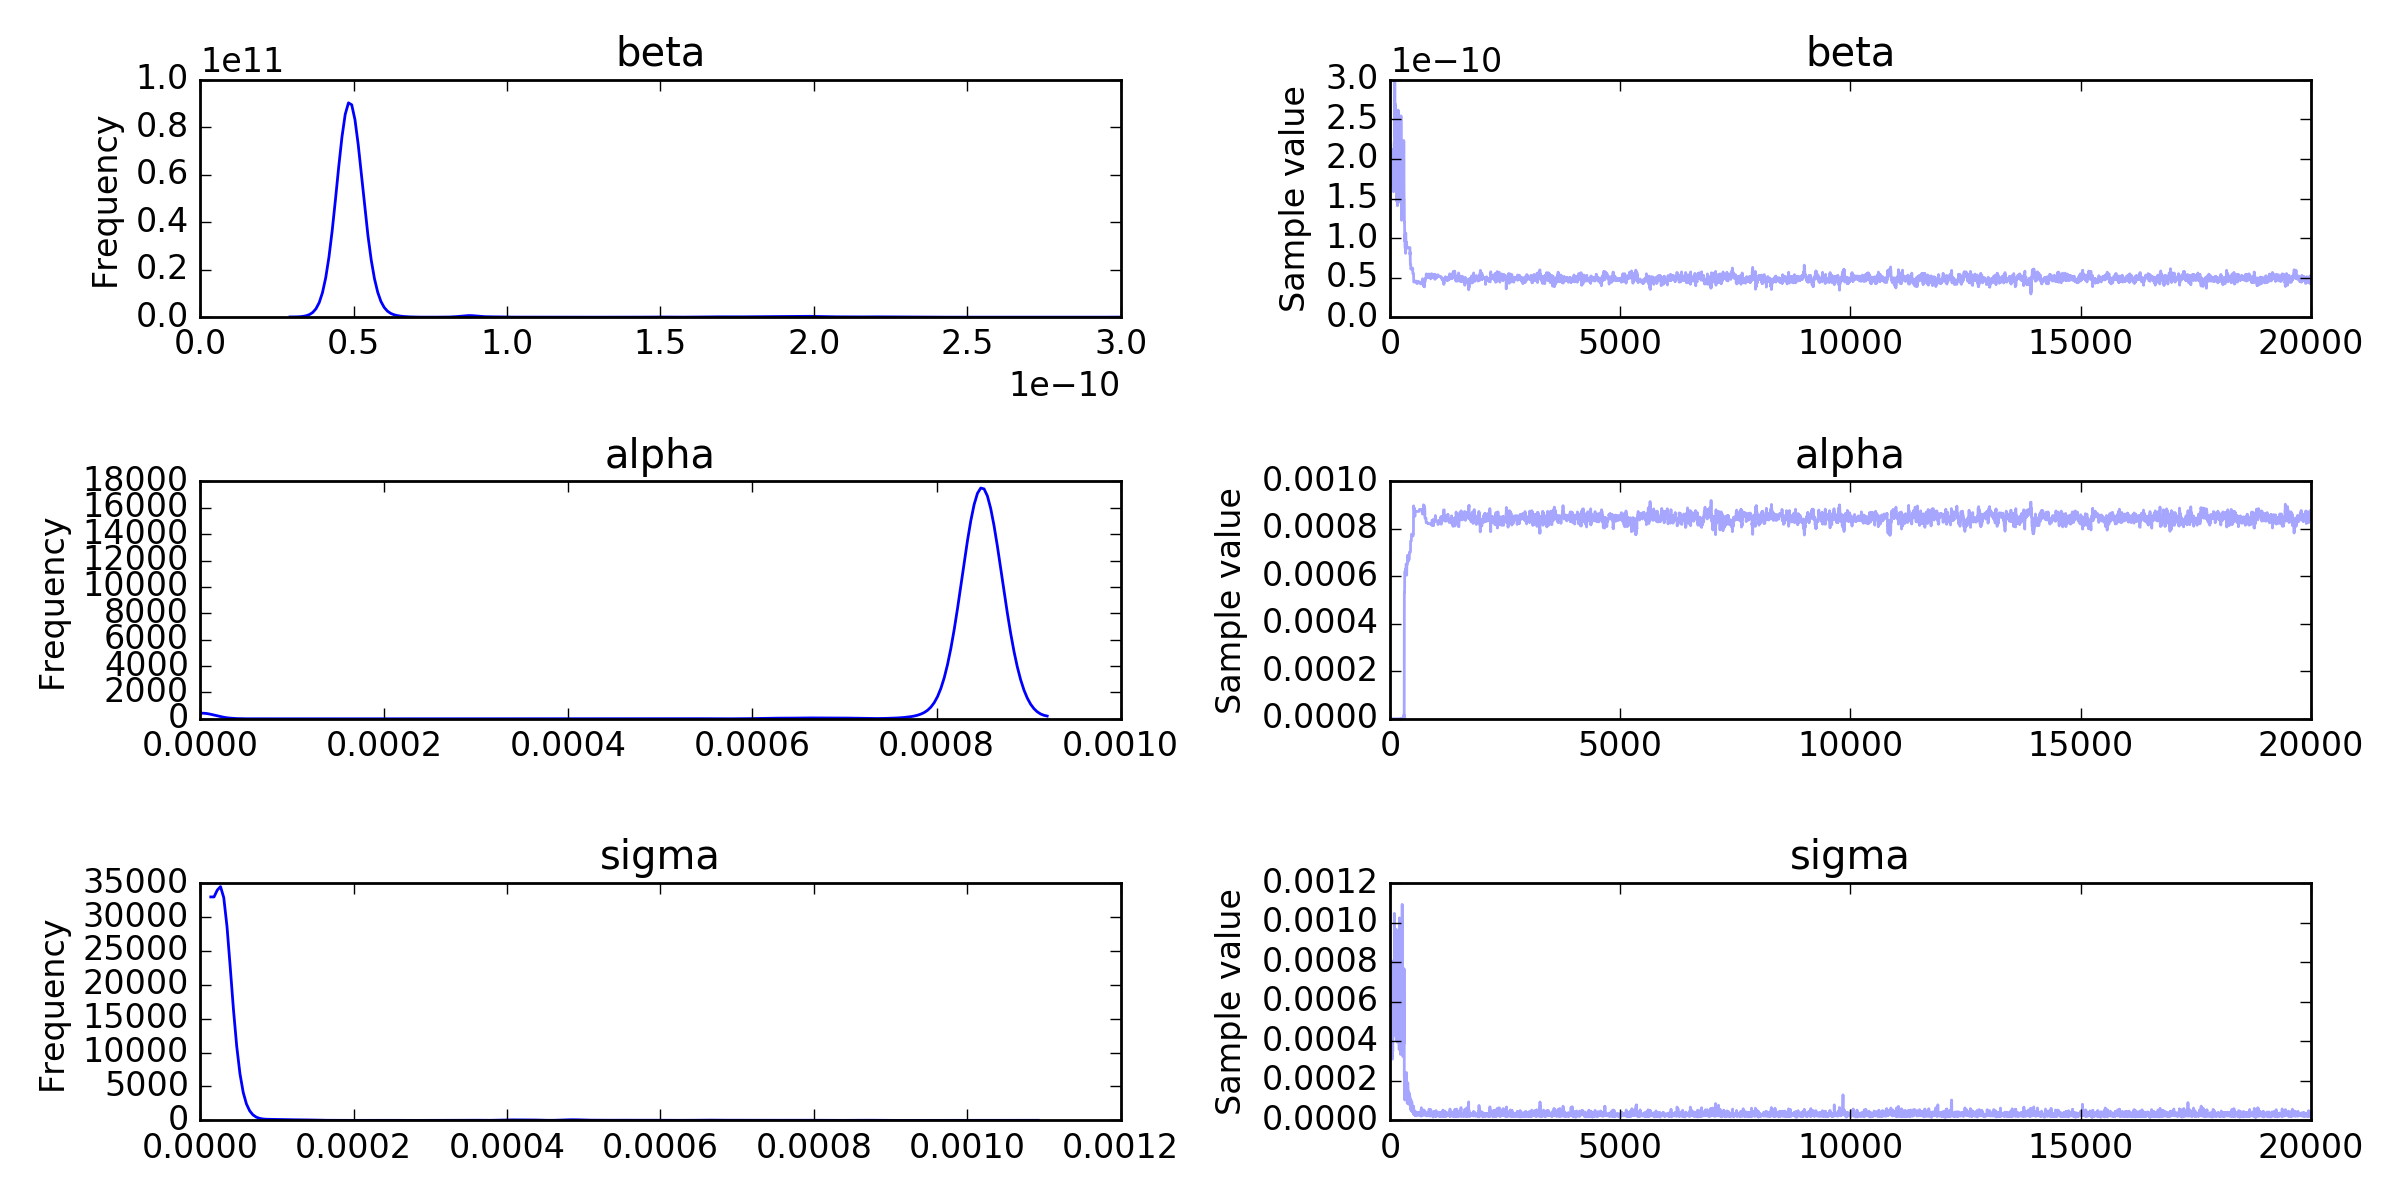 beta
1e11
Frequency
1.0
0.8
0.6
0.4
0.2
0.0
0.0 0.5 1.0 1.5 2.0 2.5 3.0
1e−10
beta
1e−10
Sample value
3.0
2.5
2.0
1.5
1.0
0.5
0.0
0 5000 10000 15000 20000
alpha
Frequency
18000
16000
14000
12000
10000
8000
6000
4000
2000
0
0.0000 0.0002 0.0004 0.0006 0.0008 0.0010
alpha
Sample value
0.0010
0.0008
0.0006
0.0004
0.0002
0.0000
0 5000 10000 15000 20000
sigma
Frequency
35000
30000
25000
20000
15000
10000
5000
0
0.0000 0.0002 0.0004 0.0006 0.0008 0.0010 0.0012
sigma
Sample value
0.0012
0.0010
0.0008
0.0006
0.0004
0.0002
0.0000
0 5000 10000 15000 20000